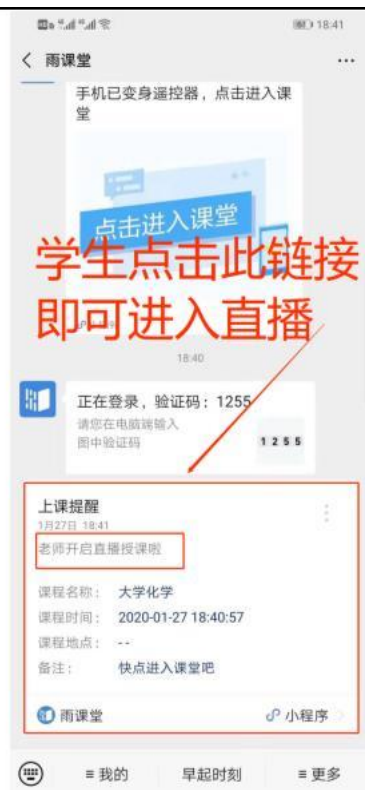 18:41
雨课堂
手机已变身遥控器，点击进入课
堂
点击进入课堂
学生点击此链接
即可进入直播
18:40
正在登录，验证码：1255
请您在电脑端输入
图中验证码
1 2 5 5
上课提醒
1月27日 18:41
老师开启直播授课啦
课程名称： 大学化学
课程时间： 2020-01-27 18:40:57
课程地点： --
备注： 快点进入课堂吧
雨课堂 小程序
≡ 我的 早起时刻 ≡ 更多